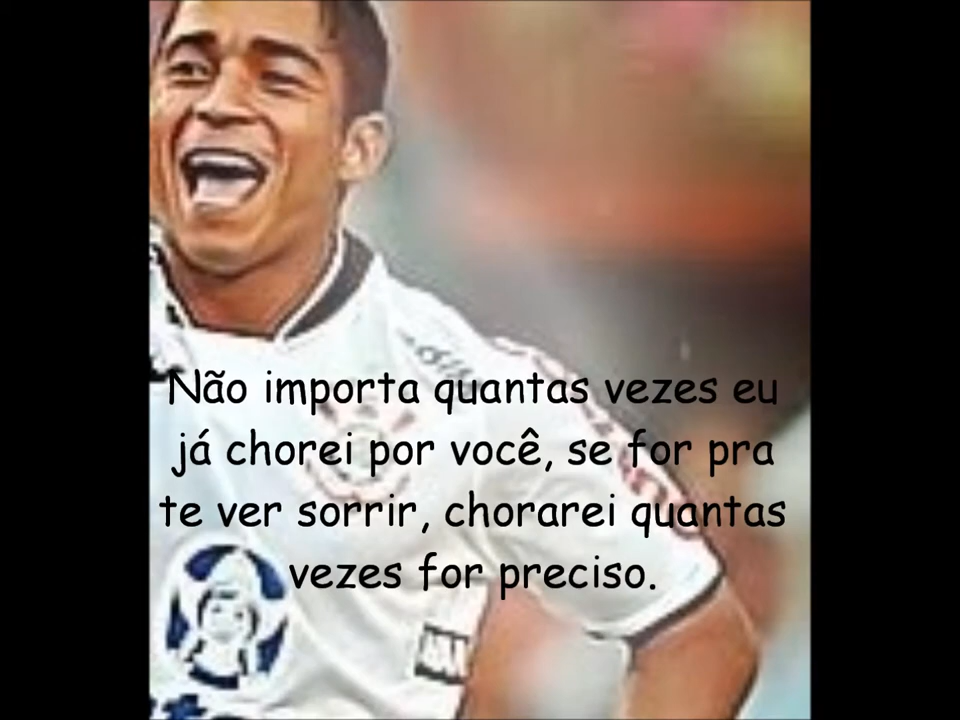 Não importa quantas vezes eu
já chorei por você, se for pra
te ver sorrir, chorarei quantas
vezes for preciso.